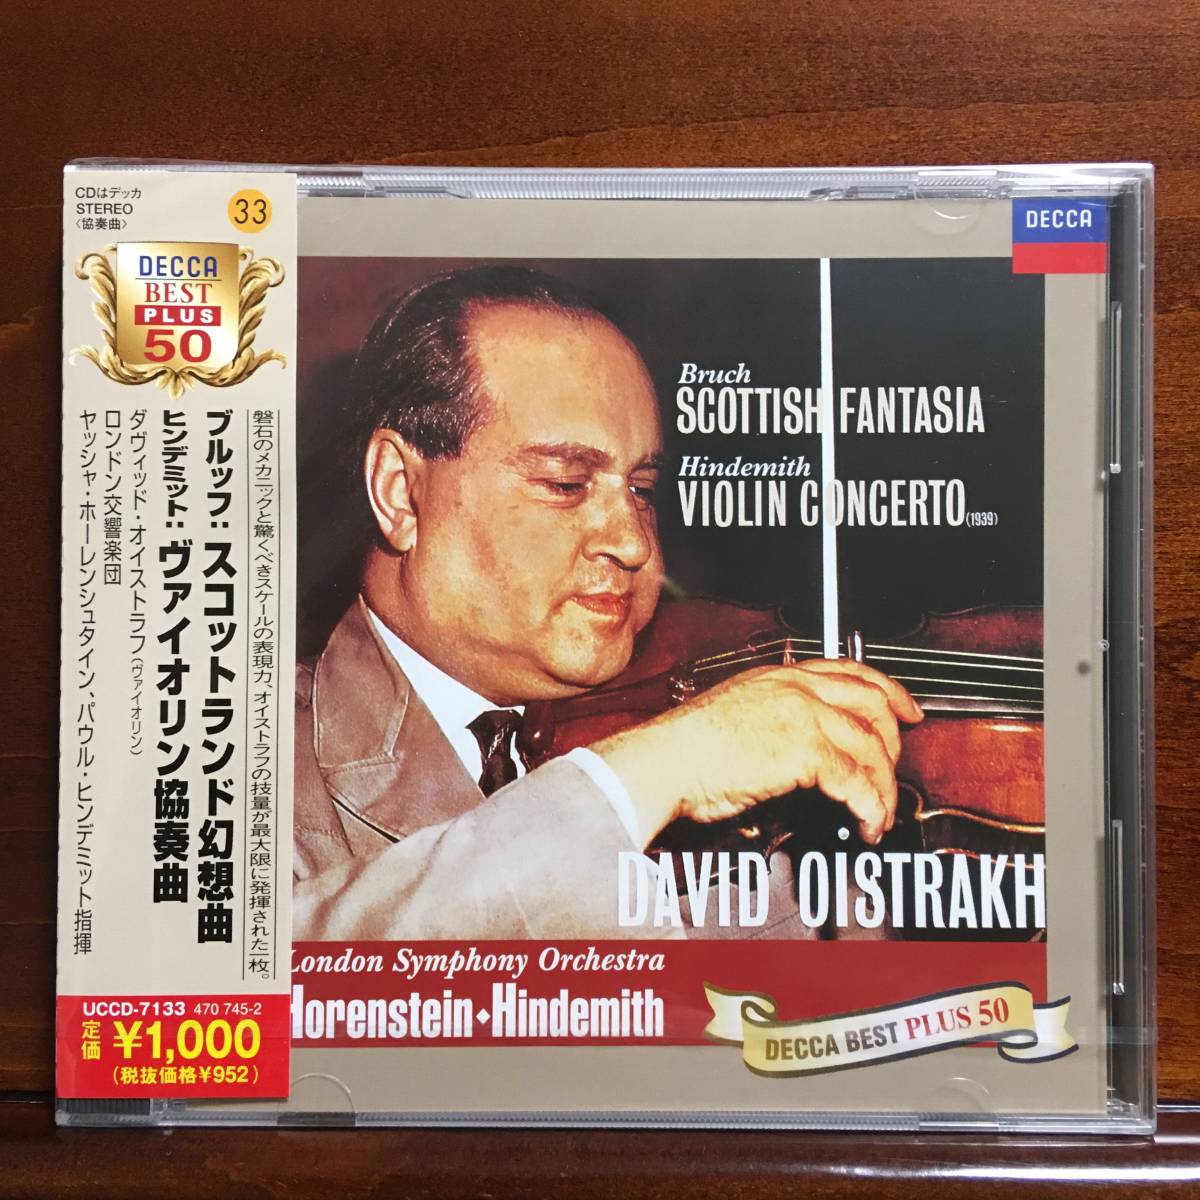 CDはデッカ
STEREO
〈協奏曲〉
33
DECCA
BEST
PLUS
50
磐石のメカニックと驚くべきスケールの表現力、オイストラフの技量が最大限に発揮された一枚。
ブルッフ:スコットランド幻想曲
ヒンデミット:ヴァイオリン協奏曲
ダヴィッド・オイストラフ(ヴァイオリン)
ロンドン交響楽団
ヤッシャ・ホーレンシュタイン、パウル・ヒンデミット指揮
UCCD-7133 470 745-2
定価 ¥1,000
(税抜価格¥952)
DECCA
Bruch
SCOTTISH FANTASIA
Hindemith
VIOLIN CONCERTO (1939)
DAVID OISTRAKH
London Symphony Orchestra
Horenstein◆Hindemith
DECCA BEST PLUS 50